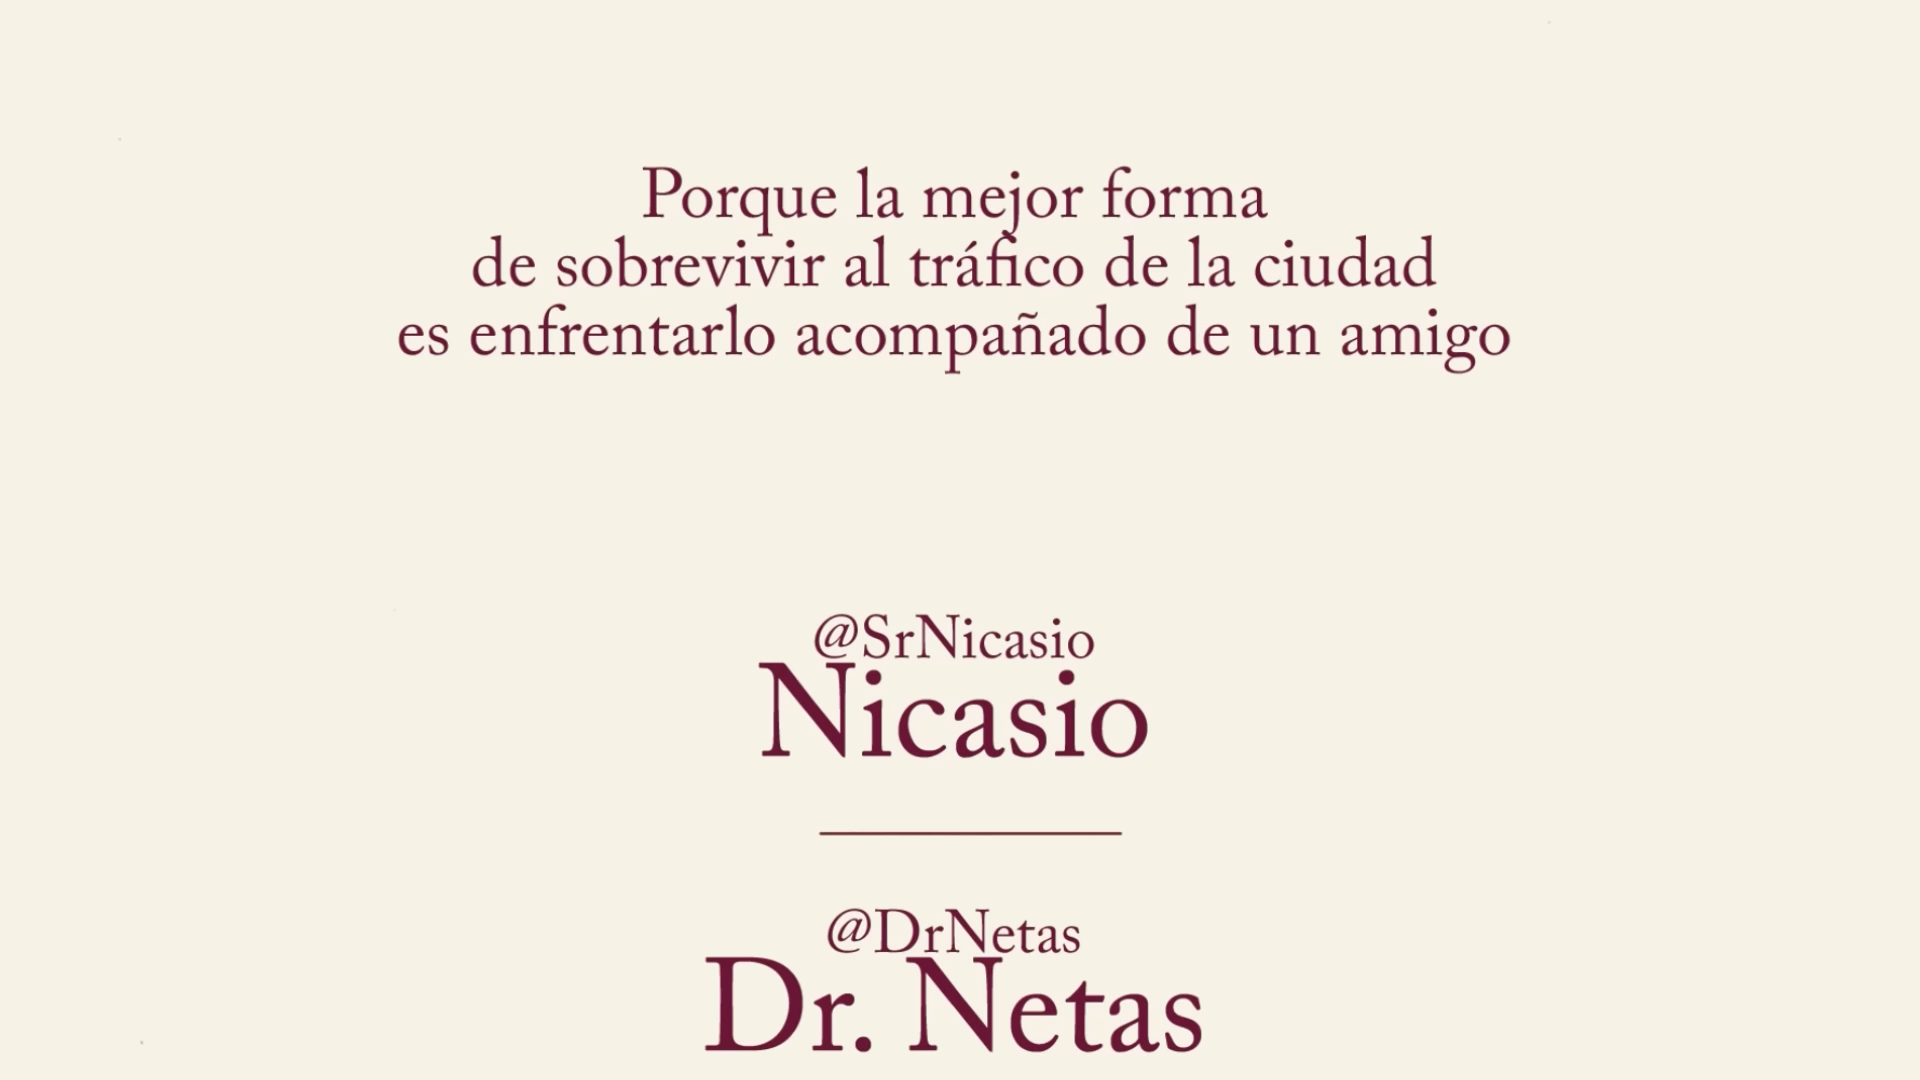 Porque la mejor forma
de sobrevivir al tráfico de la ciudad
es enfrentarlo acompañado de un amigo
@SrNicasio
Nicasio
@DrNetas
Dr. Netas